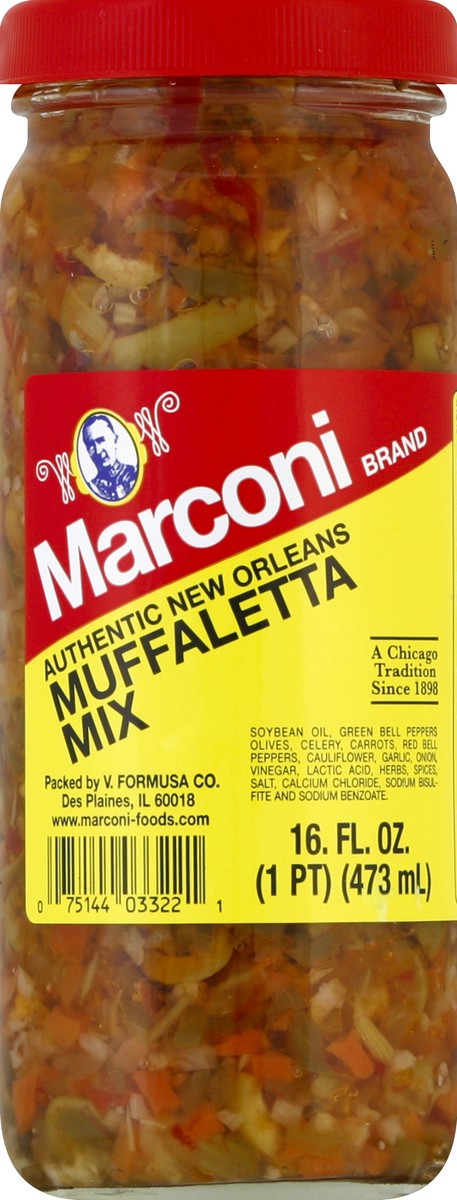 Marconi BRAND
AUTHENTIC NEW ORLEANS
MUFFALETTA
MIX
A Chicago
Tradition
Since 1898
SOYBEAN OIL, GREEN BELL PEPPERS
OLIVES, CELERY, CARROTS, RED BELL
PEPPERS, CAULIFLOWER, GARLIC, ONION,
VINEGAR, LACTIC ACID, HERBS, SPICES,
SALT, CALCIUM CHLORIDE, SODIUM BISUL-
FITE AND SODIUM BENZOATE.
Packed by V. FORMUSA CO.
Des Plaines, IL 60018
www.marconi-foods.com
0 75144 03322 1
16. FL. OZ.
(1 PT) (473 mL)